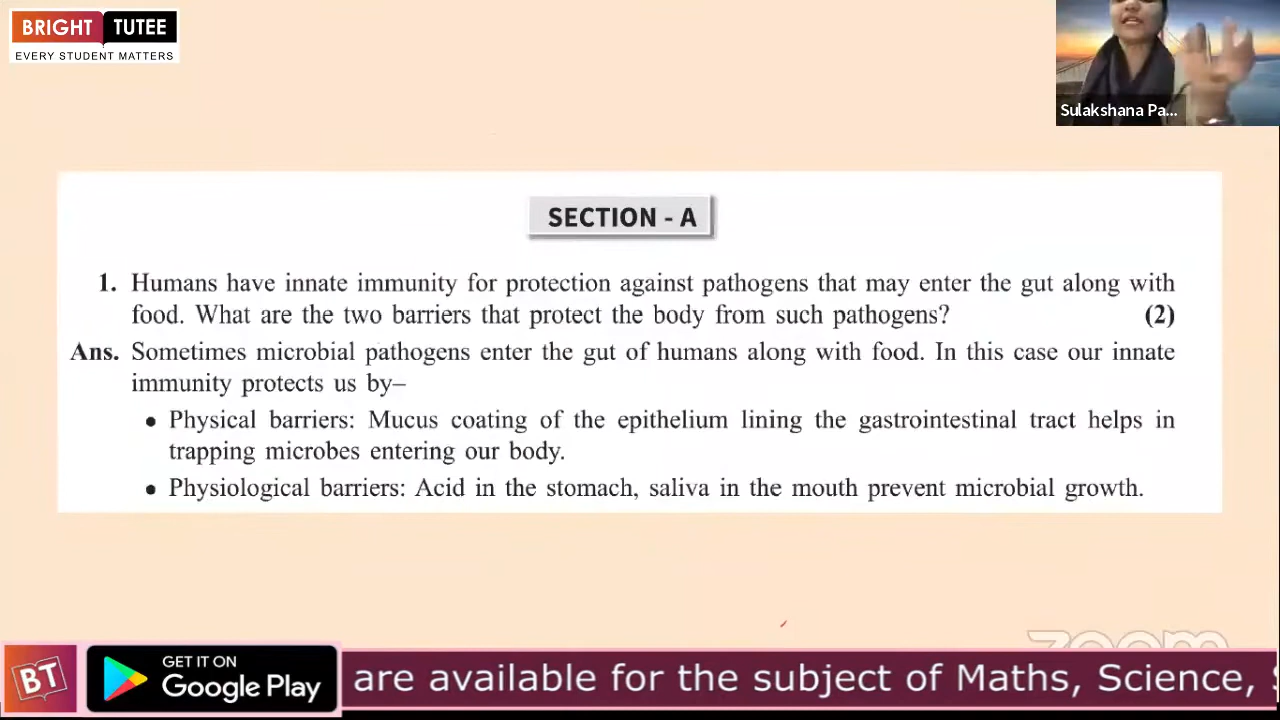 BRIGHT TUTEE
EVERY STUDENT MATTERS
Sulakshana Pa...
SECTION - A
1. Humans have innate immunity for protection against pathogens that may enter the gut along with
food. What are the two barriers that protect the body from such pathogens? (2)
Ans. Sometimes microbial pathogens enter the gut of humans along with food. In this case our innate
immunity protects us by–
• Physical barriers: Mucus coating of the epithelium lining the gastrointestinal tract helps in
trapping microbes entering our body.
• Physiological barriers: Acid in the stomach, saliva in the mouth prevent microbial growth.
zoom
BT
GET IT ON
Google Play
are available for the subject of Maths, Science,